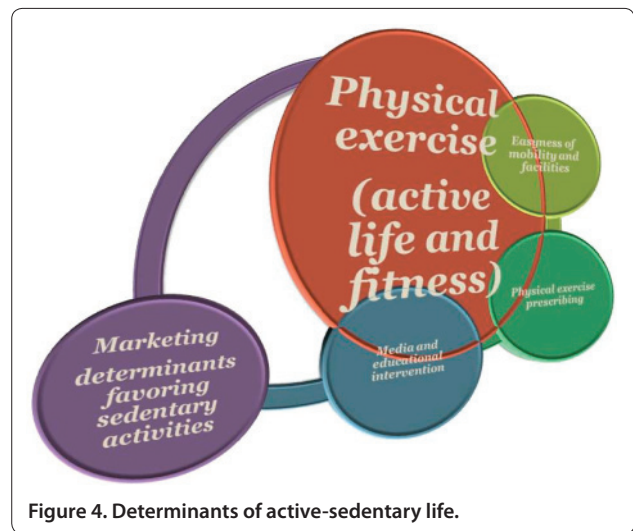 Physical
exercise
(active
life and
fitness)
Easyness of
mobility and
facilities
Physical exercise
prescribing
Media and
educational
intervention
Marketing
determinants
favoring
sedentary
activities
Figure 4. Determinants of active-sedentary life.